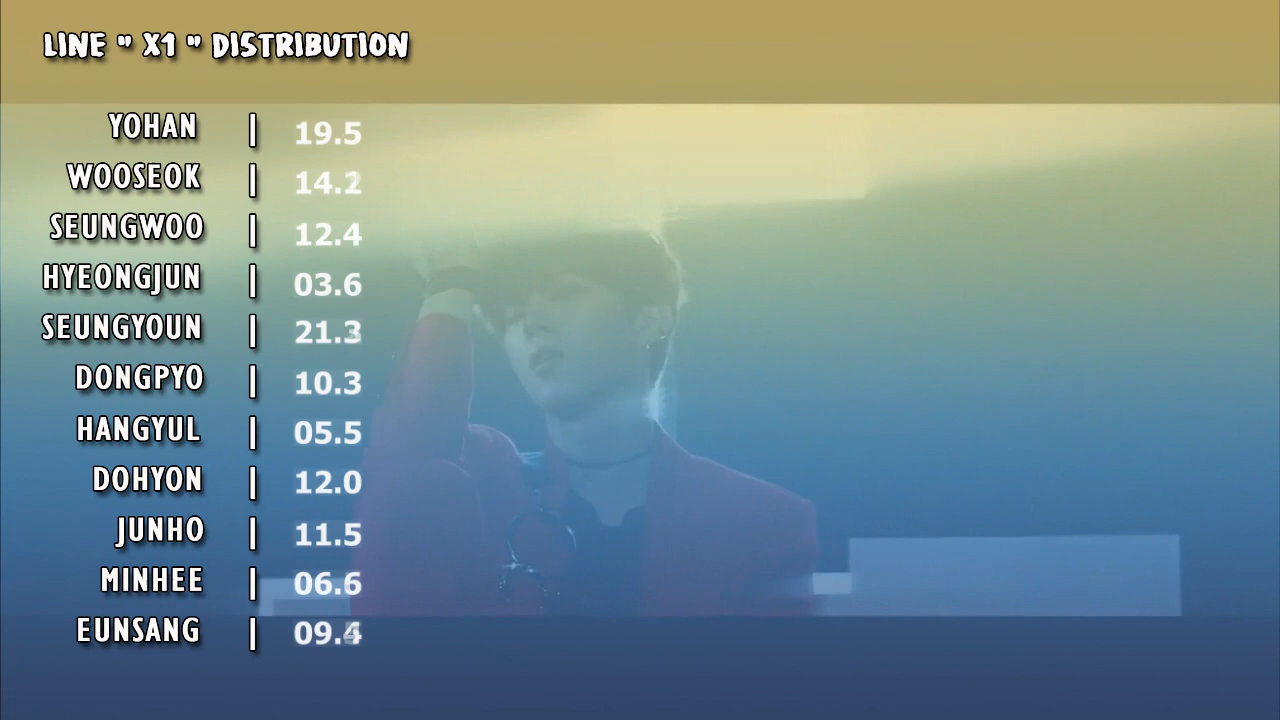 LINE " X1 " DISTRIBUTION
YOHAN | 19.5
WOOSEOK | 14.2
SEUNGWOO | 12.4
HYEONGJUN | 03.6
SEUNGYOUN | 21.3
DONGPYO | 10.3
HANGYUL | 05.5
DOHYON | 12.0
JUNHO | 11.5
MINHEE | 06.6
EUNSANG | 09.4